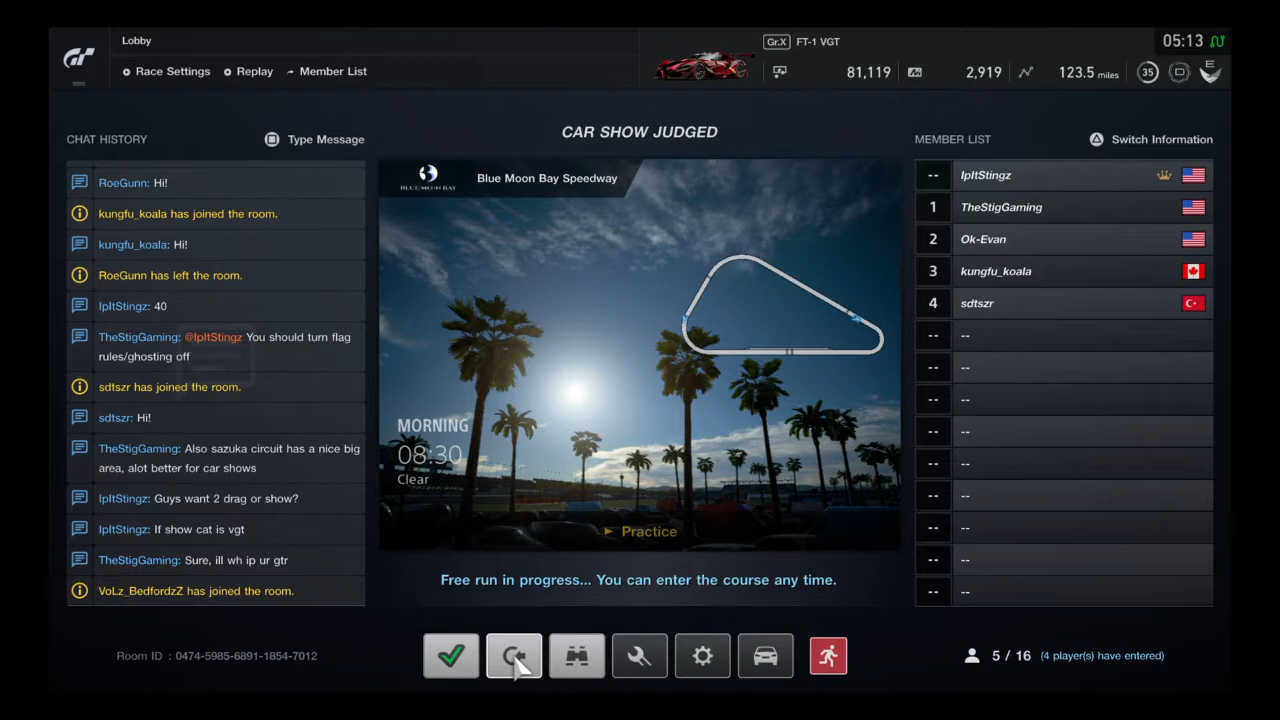 Lobby
Race Settings
Replay
Member List
Gr.X
FT-1 VGT
81,119
2,919
123.5 miles
35
E
05:13
CHAT HISTORY
Type Message
RoeGunn: Hi!
kungfu_koala has joined the room.
kungfu_koala: Hi!
RoeGunn has left the room.
IpItStingz: 40
TheStigGaming: @IpItStingz You should turn flag
rules/ghosting off
sdtszr has joined the room.
sdtszr: Hi!
TheStigGaming: Also sazuka circuit has a nice big
area, alot better for car shows
IpItStingz: Guys want 2 drag or show?
IpItStingz: If show cat is vgt
TheStigGaming: Sure, ill wh ip ur gtr
VoLz_BedfordzZ has joined the room.
CAR SHOW JUDGED
BLUE MOON BAY
Blue Moon Bay Speedway
MORNING
08:30
Clear
Practice
Free run in progress... You can enter the course any time.
MEMBER LIST
Switch Information
-- IpItStingz
1 TheStigGaming
2 Ok-Evan
3 kungfu_koala
4 sdtszr
-- --
-- --
-- --
-- --
-- --
-- --
-- --
-- --
-- --
Room ID : 0474-5985-6891-1854-7012
5 / 16 (4 player(s) have entered)